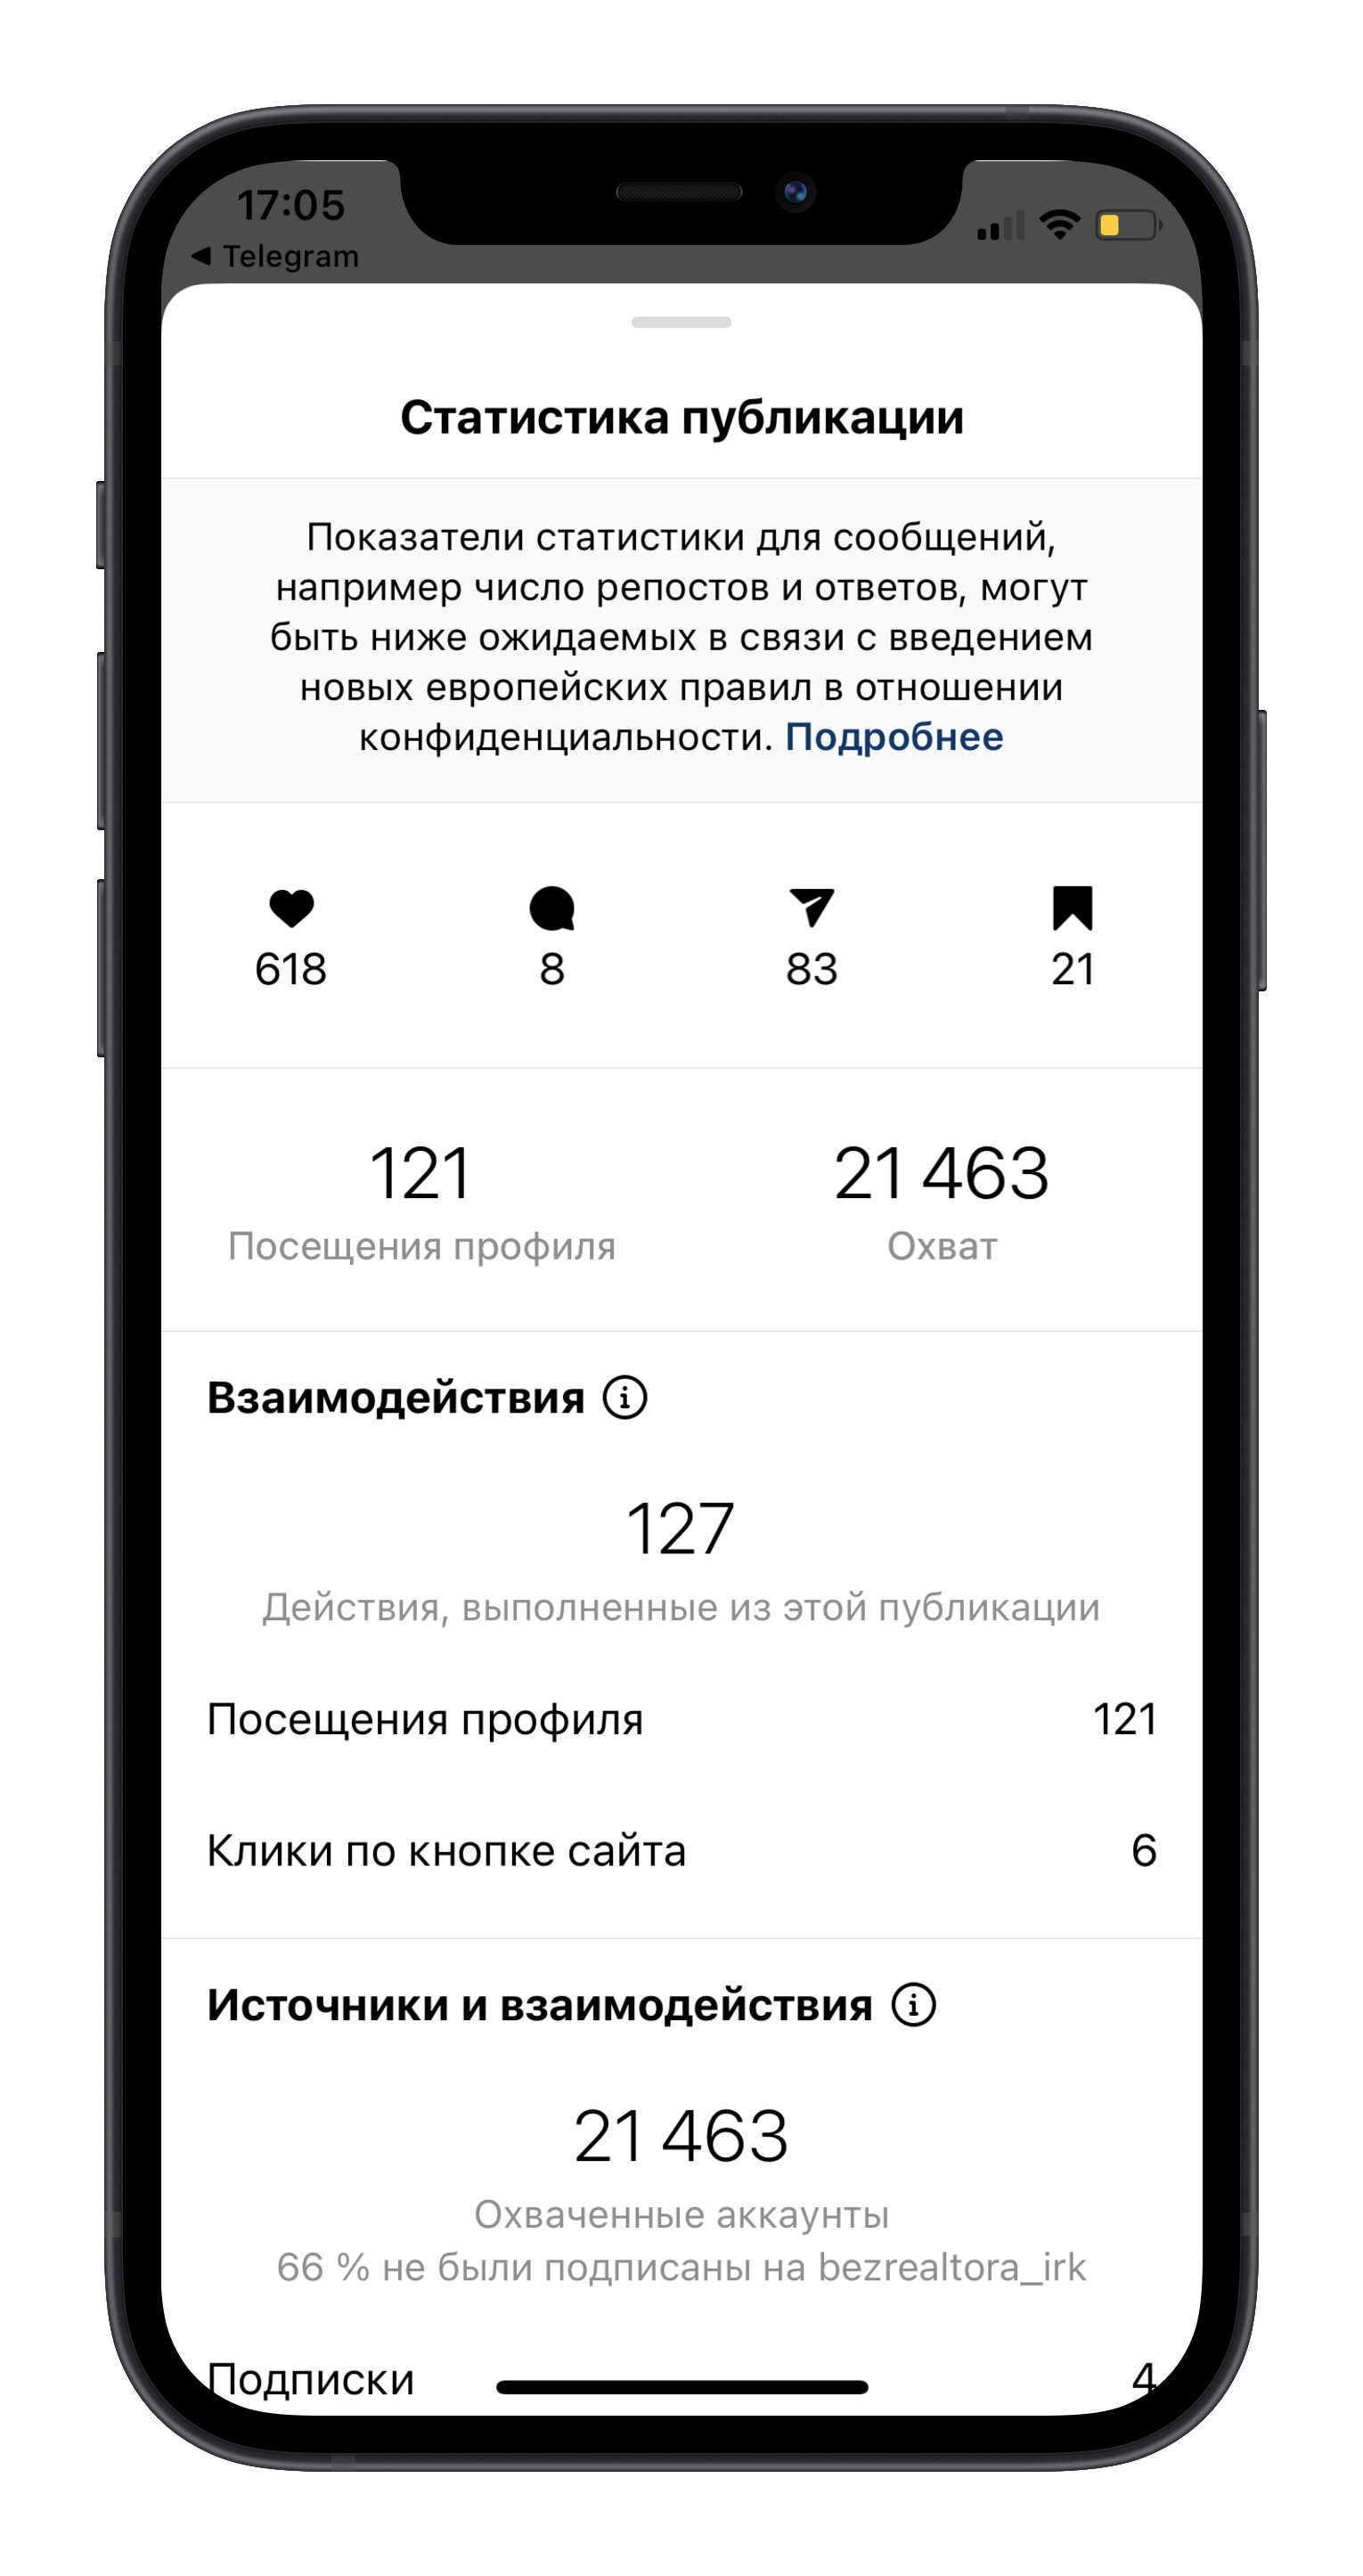 17:05
◀ Telegram
Статистика публикации
Показатели статистики для сообщений,
например число репостов и ответов, могут
быть ниже ожидаемых в связи с введением
новых европейских правил в отношении
конфиденциальности. Подробнее
618 8 83 21
121 21 463
Посещения профиля Охват
Взаимодействия
127
Действия, выполненные из этой публикации
Посещения профиля 121
Клики по кнопке сайта 6
Источники и взаимодействия
21 463
Охваченные аккаунты
66 % не были подписаны на bezrealtora_irk
Подписки 4